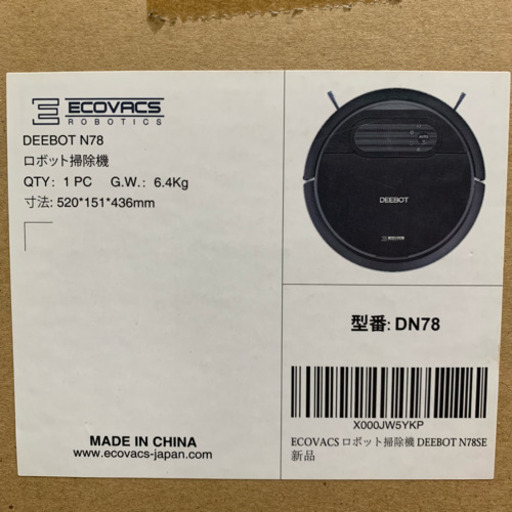 ECOVACS
ROBOTICS
DEEBOT N78
ロボット掃除機
QTY: 1 PC G.W.: 6.4Kg
寸法: 520*151*436mm
MADE IN CHINA
www.ecovacs-japan.com
AUTO
DEEBOT
ECOVACS
型番: DN78
X000JW5YKP
ECOVACS ロボット掃除機 DEEBOT N78SE
新品